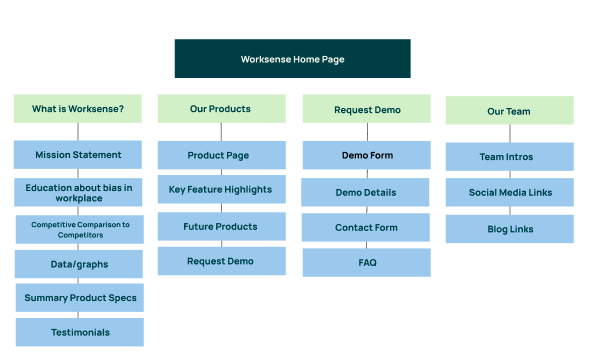 Worksense Home Page
What is Worksense?
Mission Statement
Education about bias in
workplace
Competitive Comparison to
Competitors
Data/graphs
Summary Product Specs
Testimonials
Our Products
Product Page
Key Feature Highlights
Future Products
Request Demo
Request Demo
Demo Form
Demo Details
Contact Form
FAQ
Our Team
Team Intros
Social Media Links
Blog Links